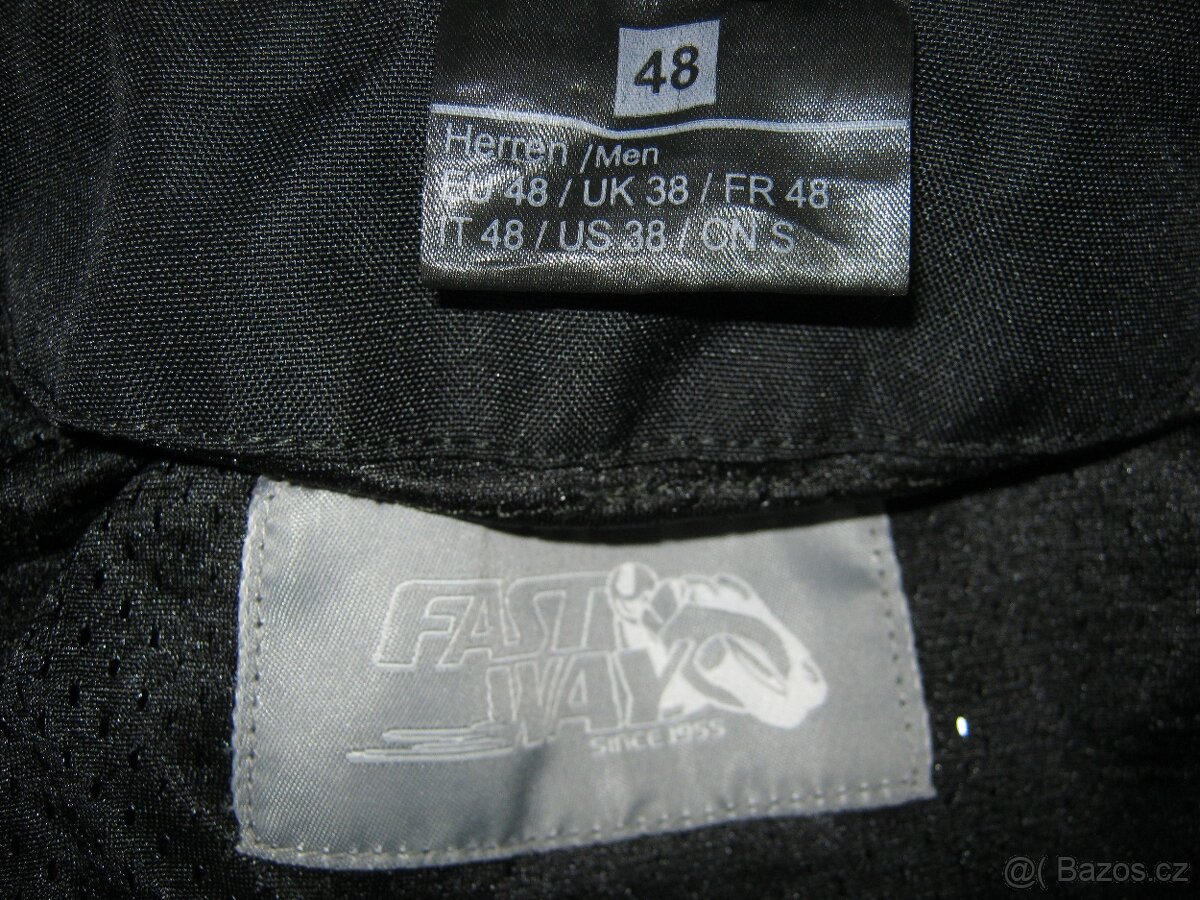 48
Herren /Men
EU 48 / UK 38 / FR 48
IT 48 / US 38 / CN S
FAST
WAY
SINCE 1955
@( Bazos.cz